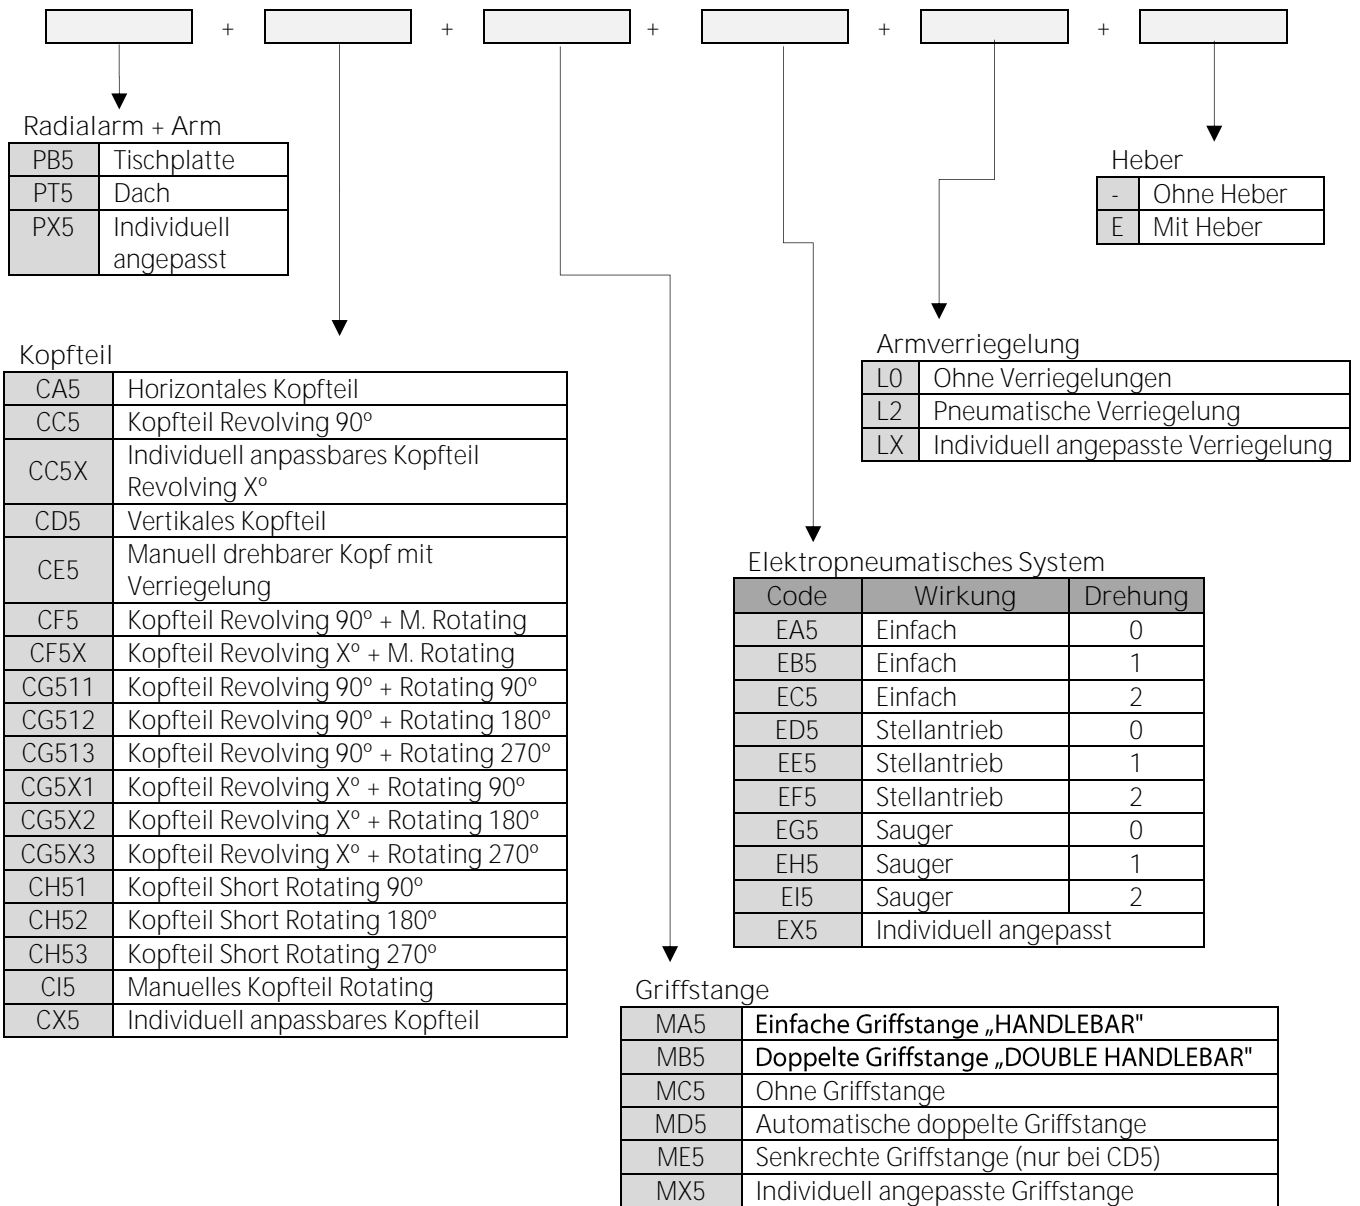 + + + + +
Radialarm + Arm
PB5 Tischplatte
PT5 Dach
PX5 Individuell
angepasst
Heber
- Ohne Heber
E Mit Heber
Armverriegelung
L0 Ohne Verriegelungen
L2 Pneumatische Verriegelung
LX Individuell angepasste Verriegelung
Kopfteil
CA5 Horizontales Kopfteil
CC5 Kopfteil Revolving 90º
CC5X Individuell anpassbares Kopfteil
Revolving Xº
CD5 Vertikales Kopfteil
CE5 Manuell drehbarer Kopf mit
Verriegelung
CF5 Kopfteil Revolving 90º + M. Rotating
CF5X Kopfteil Revolving Xº + M. Rotating
CG511 Kopfteil Revolving 90º + Rotating 90º
CG512 Kopfteil Revolving 90º + Rotating 180º
CG513 Kopfteil Revolving 90º + Rotating 270º
CG5X1 Kopfteil Revolving Xº + Rotating 90º
CG5X2 Kopfteil Revolving Xº + Rotating 180º
CG5X3 Kopfteil Revolving Xº + Rotating 270º
CH51 Kopfteil Short Rotating 90º
CH52 Kopfteil Short Rotating 180º
CH53 Kopfteil Short Rotating 270º
CI5 Manuelles Kopfteil Rotating
CX5 Individuell anpassbares Kopfteil
Elektropneumatisches System
Code Wirkung Drehung
EA5 Einfach 0
EB5 Einfach 1
EC5 Einfach 2
ED5 Stellantrieb 0
EE5 Stellantrieb 1
EF5 Stellantrieb 2
EG5 Sauger 0
EH5 Sauger 1
EI5 Sauger 2
EX5 Individuell angepasst
Griffstange
MA5 Einfache Griffstange „HANDLEBAR"
MB5 Doppelte Griffstange „DOUBLE HANDLEBAR"
MC5 Ohne Griffstange
MD5 Automatische doppelte Griffstange
ME5 Senkrechte Griffstange (nur bei CD5)
MX5 Individuell angepasste Griffstange